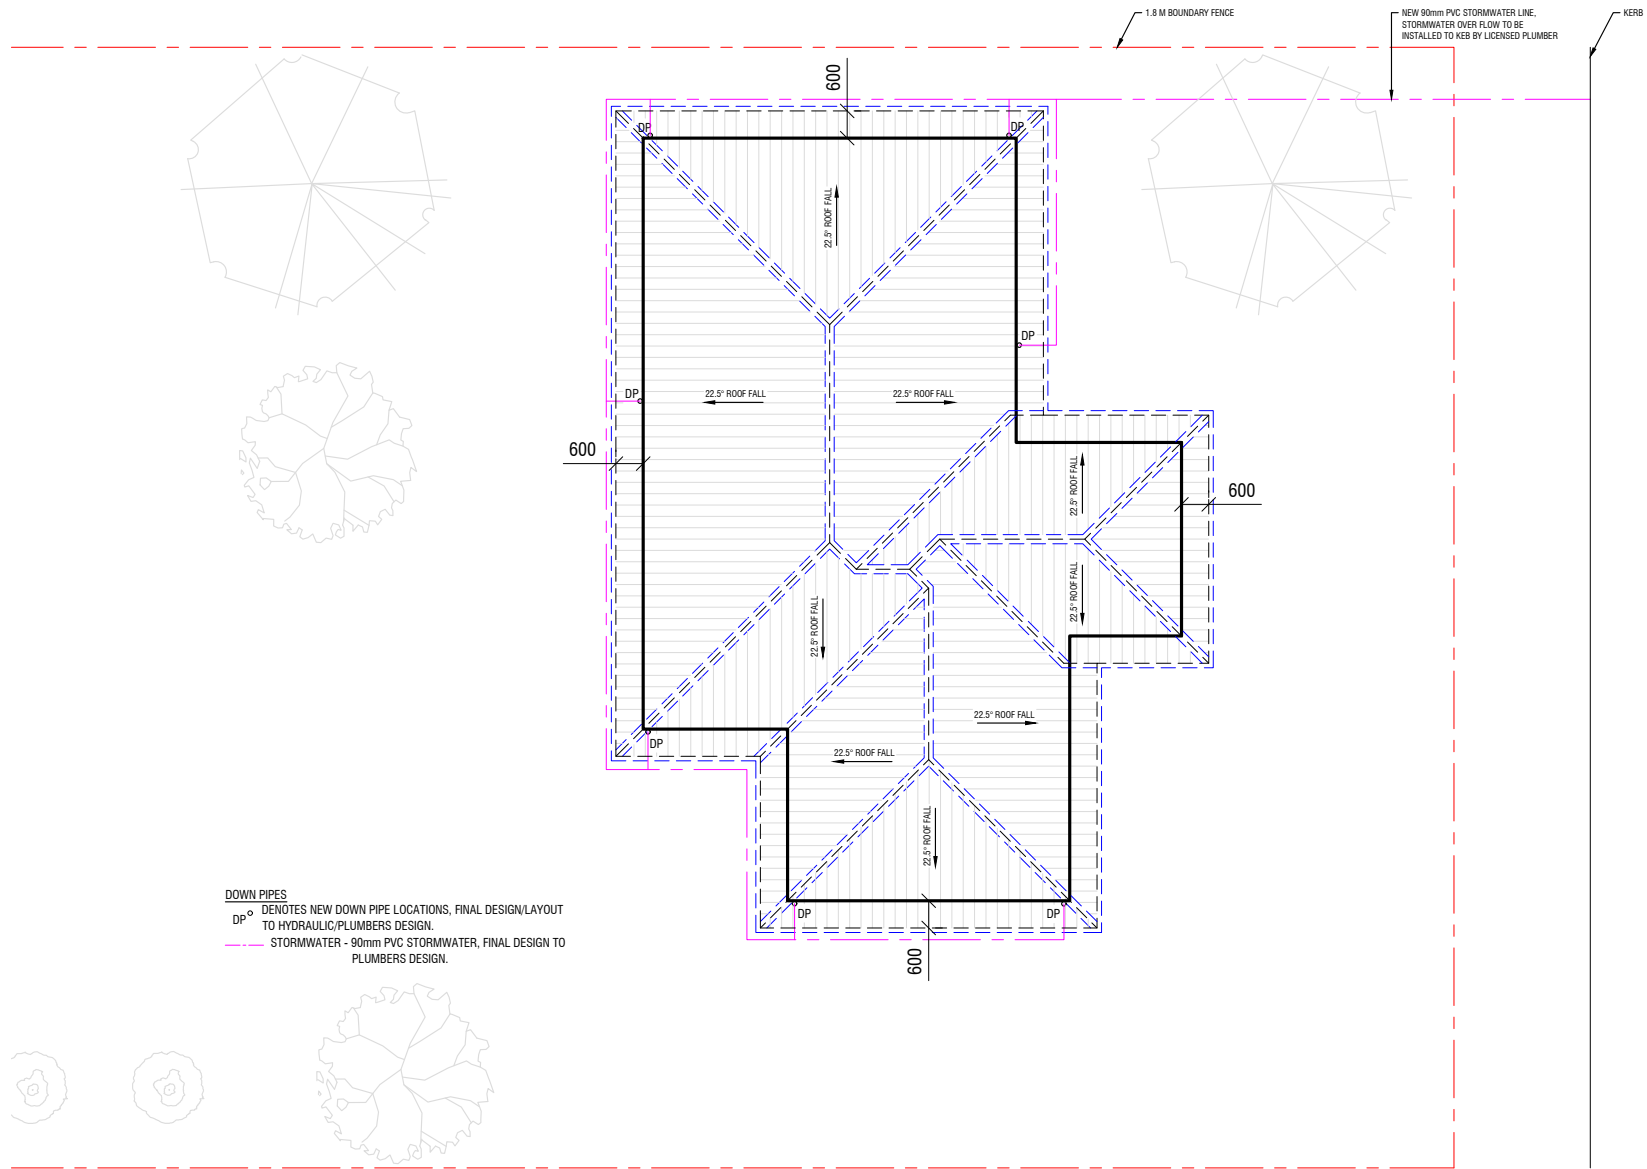 1.8 M BOUNDARY FENCE
NEW 90mm PVC STORMWATER LINE,
STORMWATER OVER FLOW TO BE
INSTALLED TO KEB BY LICENSED PLUMBER
KERB
600
DP
DP
22.5° ROOF FALL
DP
DP
22.5° ROOF FALL
22.5° ROOF FALL
600
22.5° ROOF FALL
600
22.5° ROOF FALL
22.5° ROOF FALL
22.5° ROOF FALL
DP
22.5° ROOF FALL
22.5° ROOF FALL
DP
DP
600
DOWN PIPES
DP DENOTES NEW DOWN PIPE LOCATIONS, FINAL DESIGN/LAYOUT
TO HYDRAULIC/PLUMBERS DESIGN.
STORMWATER - 90mm PVC STORMWATER, FINAL DESIGN TO
PLUMBERS DESIGN.